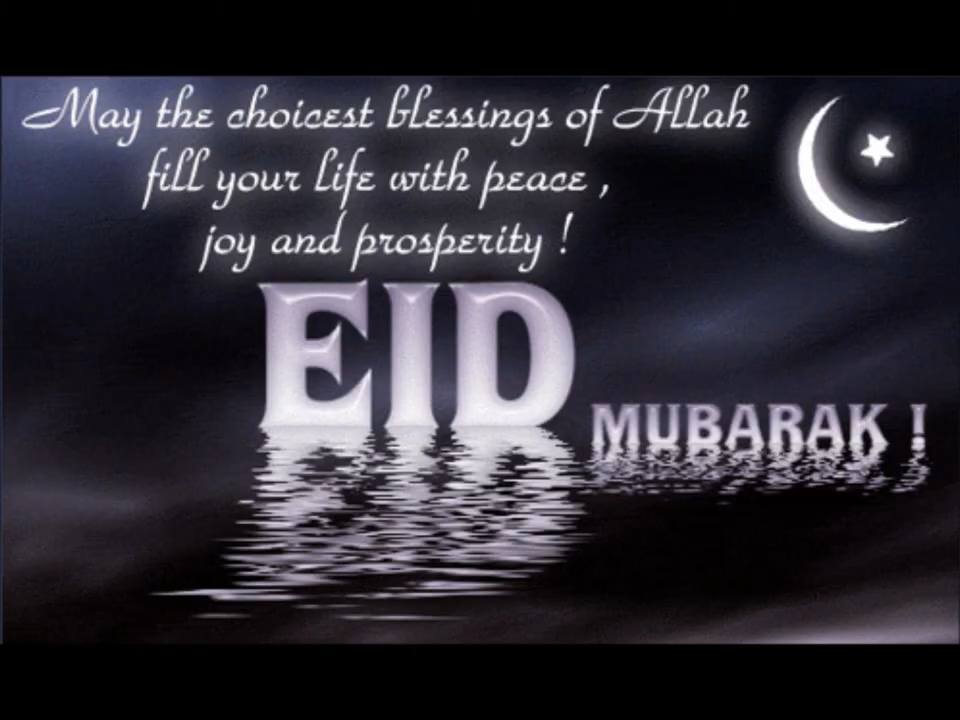 May the choicest blessings of Allah
fill your life with peace ,
joy and prosperity !
EID
MUBARAK !